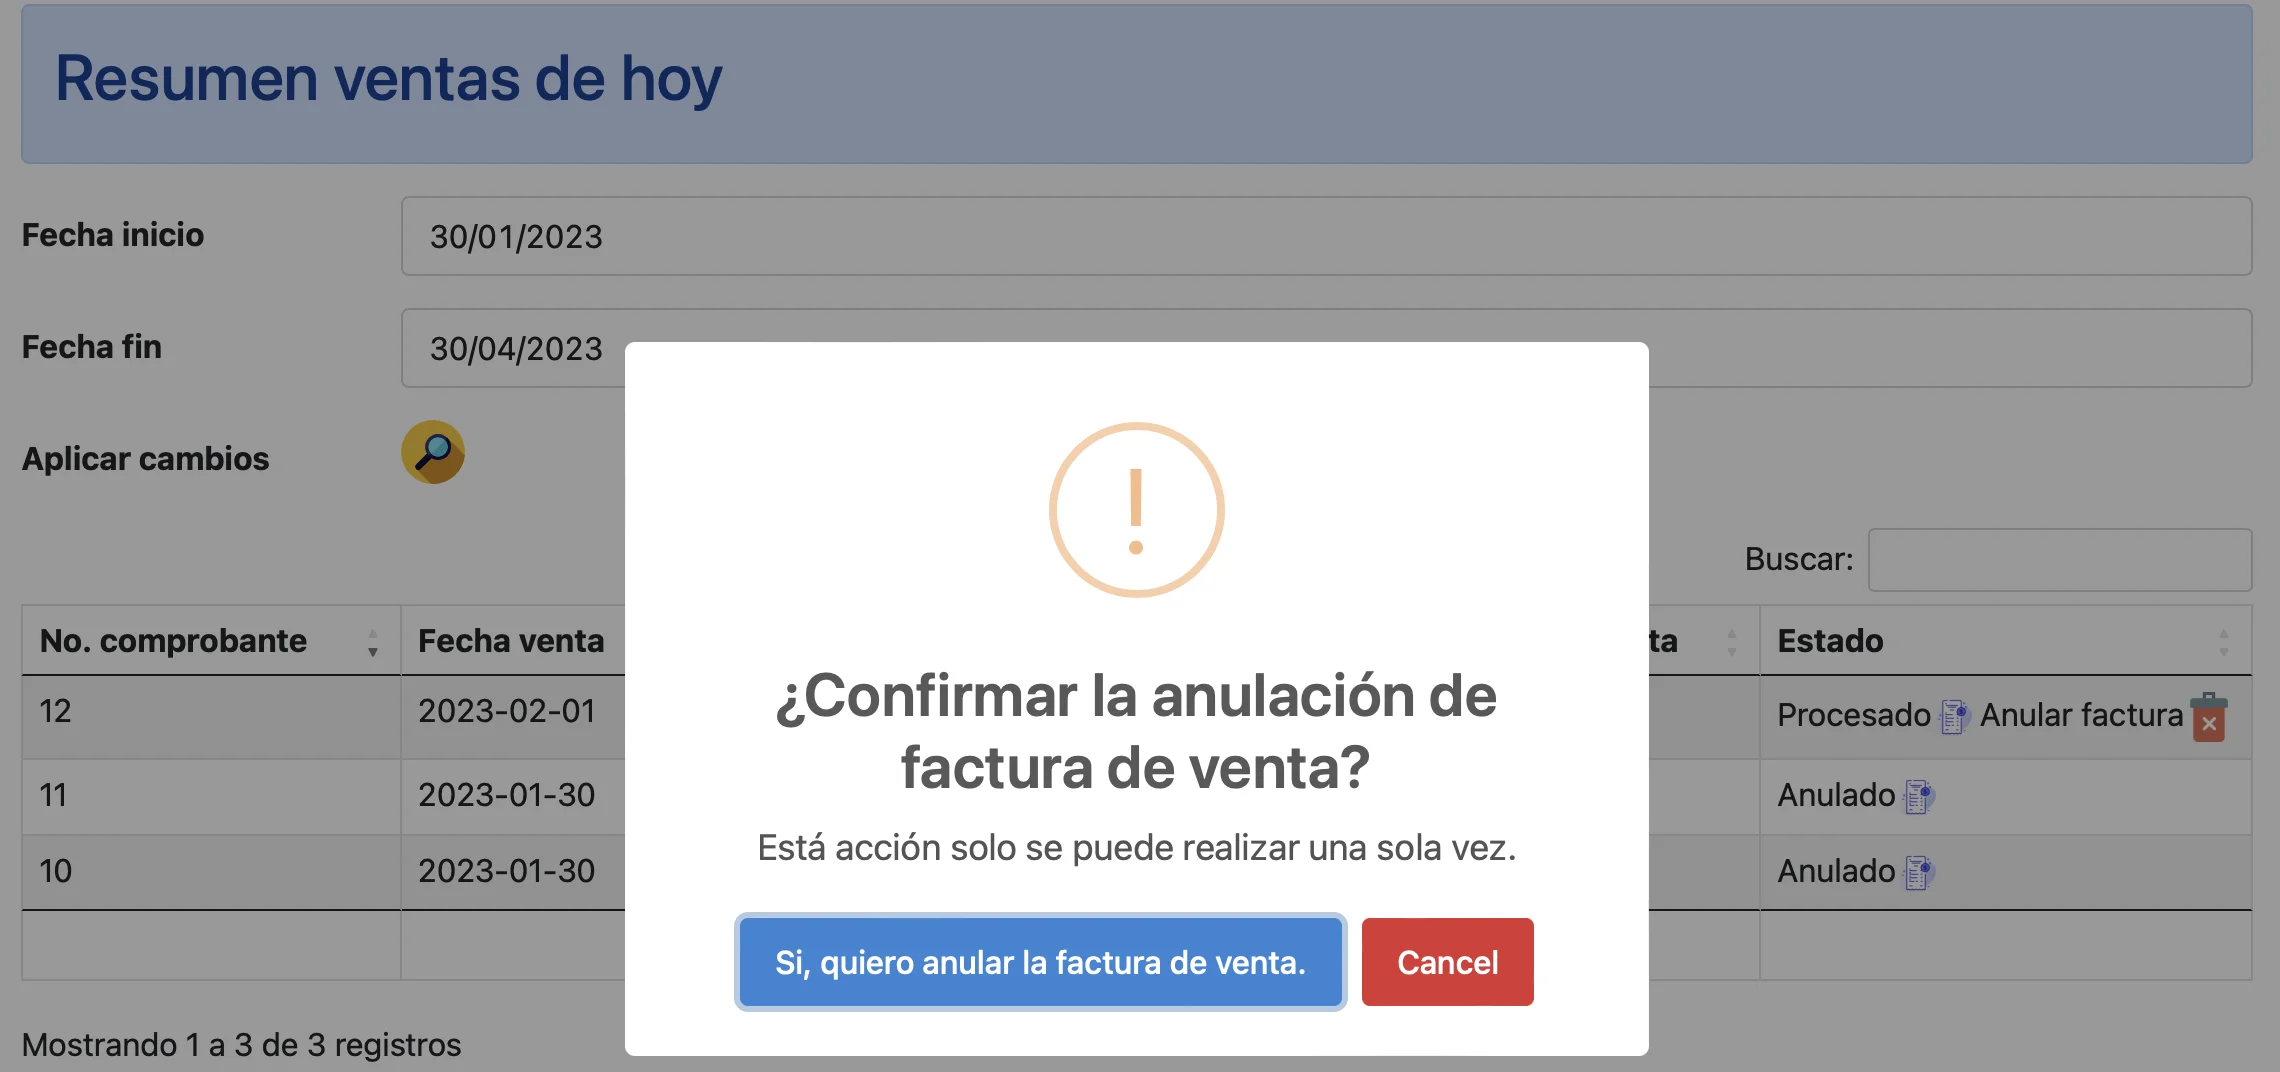 Resumen ventas de hoy
Fecha inicio
30/01/2023
Fecha fin
30/04/2023
Aplicar cambios
¿Confirmar la anulación de
factura de venta?
Está acción solo se puede realizar una sola vez.
Si, quiero anular la factura de venta. Cancel
Buscar:
No. comprobante Fecha venta ta Estado
12 2023-02-01 Procesado Anular factura
11 2023-01-30 Anulado
10 2023-01-30 Anulado
Mostrando 1 a 3 de 3 registros